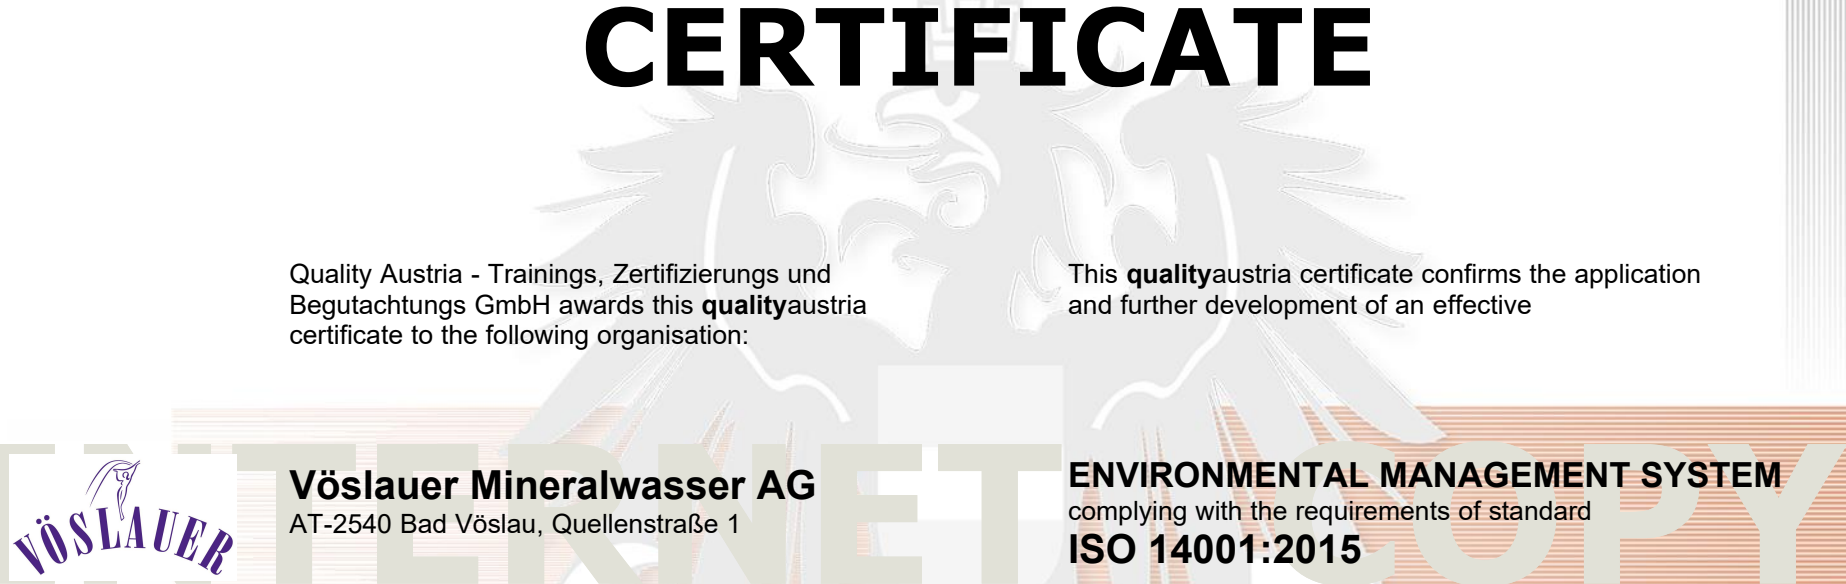 CERTIFICATE
Quality Austria - Trainings, Zertifizierungs und
Begutachtungs GmbH awards this qualityaustria
certificate to the following organisation:
This qualityaustria certificate confirms the application
and further development of an effective
INTERNET COPY
VÖSLAUER
Vöslauer Mineralwasser AG
AT-2540 Bad Vöslau, Quellenstraße 1
ENVIRONMENTAL MANAGEMENT SYSTEM
complying with the requirements of standard
ISO 14001:2015